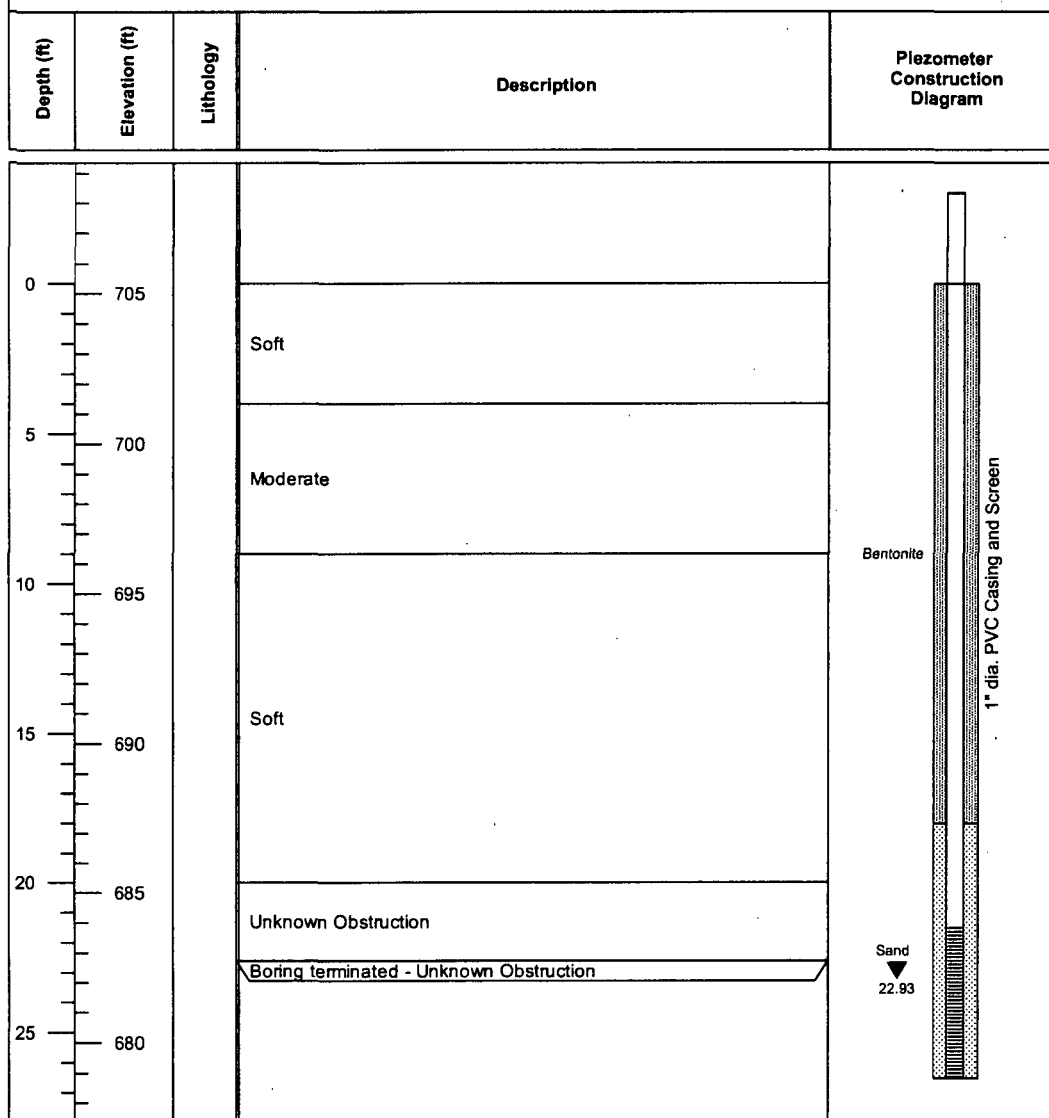 Depth (ft)
Elevation (ft)
Lithology
Description
Piezometer
Construction
Diagram
0
705
Soft
5
700
Moderate
1" dia. PVC Casing and Screen
Bentonite
10
695
Soft
15
690
20
685
Unknown Obstruction
Sand
Boring terminated - Unknown Obstruction
22.93
25
680